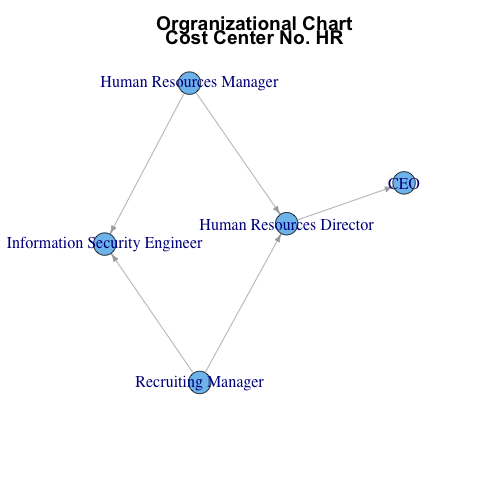 Orgranizational Chart
Cost Center No. HR
Human Resources Manager
CEO
Human Resources Director
Information Security Engineer
Recruiting Manager